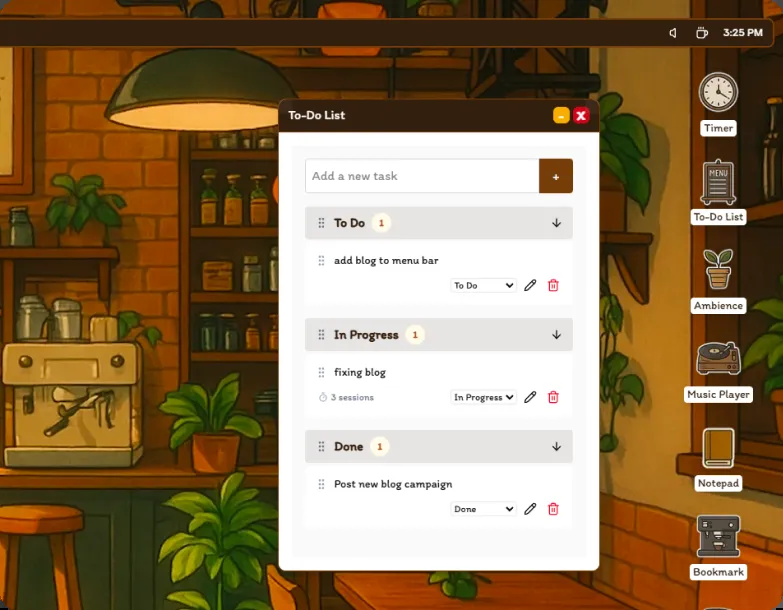 3:25 PM
To-Do List
Add a new task
+
To Do 1
add blog to menu bar
To Do
In Progress 1
fixing blog
3 sessions
In Progress
Done 1
Post new blog campaign
Done
Timer
MENU
To-Do List
Ambience
Music Player
Notepad
Bookmark